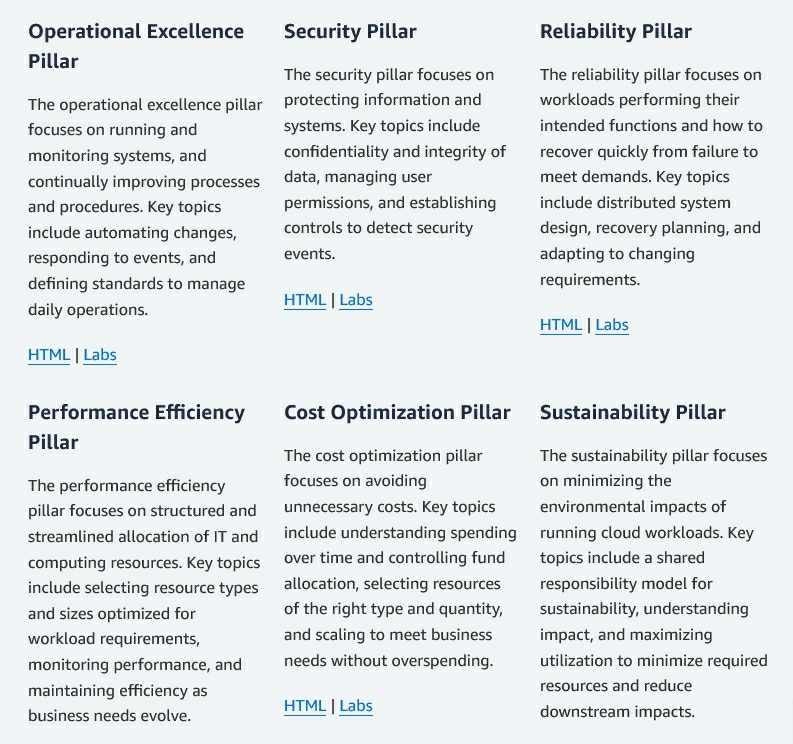 Operational Excellence
Pillar
The operational excellence pillar
focuses on running and
monitoring systems, and
continually improving processes
and procedures. Key topics
include automating changes,
responding to events, and
defining standards to manage
daily operations.
HTML | Labs
Security Pillar
The security pillar focuses on
protecting information and
systems. Key topics include
confidentiality and integrity of
data, managing user
permissions, and establishing
controls to detect security
events.
HTML | Labs
Reliability Pillar
The reliability pillar focuses on
workloads performing their
intended functions and how to
recover quickly from failure to
meet demands. Key topics
include distributed system
design, recovery planning, and
adapting to changing
requirements.
HTML | Labs
Performance Efficiency
Pillar
The performance efficiency
pillar focuses on structured and
streamlined allocation of IT and
computing resources. Key topics
include selecting resource types
and sizes optimized for
workload requirements,
monitoring performance, and
maintaining efficiency as
business needs evolve.
Cost Optimization Pillar
The cost optimization pillar
focuses on avoiding
unnecessary costs. Key topics
include understanding spending
over time and controlling fund
allocation, selecting resources
of the right type and quantity,
and scaling to meet business
needs without overspending.
HTML | Labs
Sustainability Pillar
The sustainability pillar focuses
on minimizing the
environmental impacts of
running cloud workloads. Key
topics include a shared
responsibility model for
sustainability, understanding
impact, and maximizing
utilization to minimize required
resources and reduce
downstream impacts.